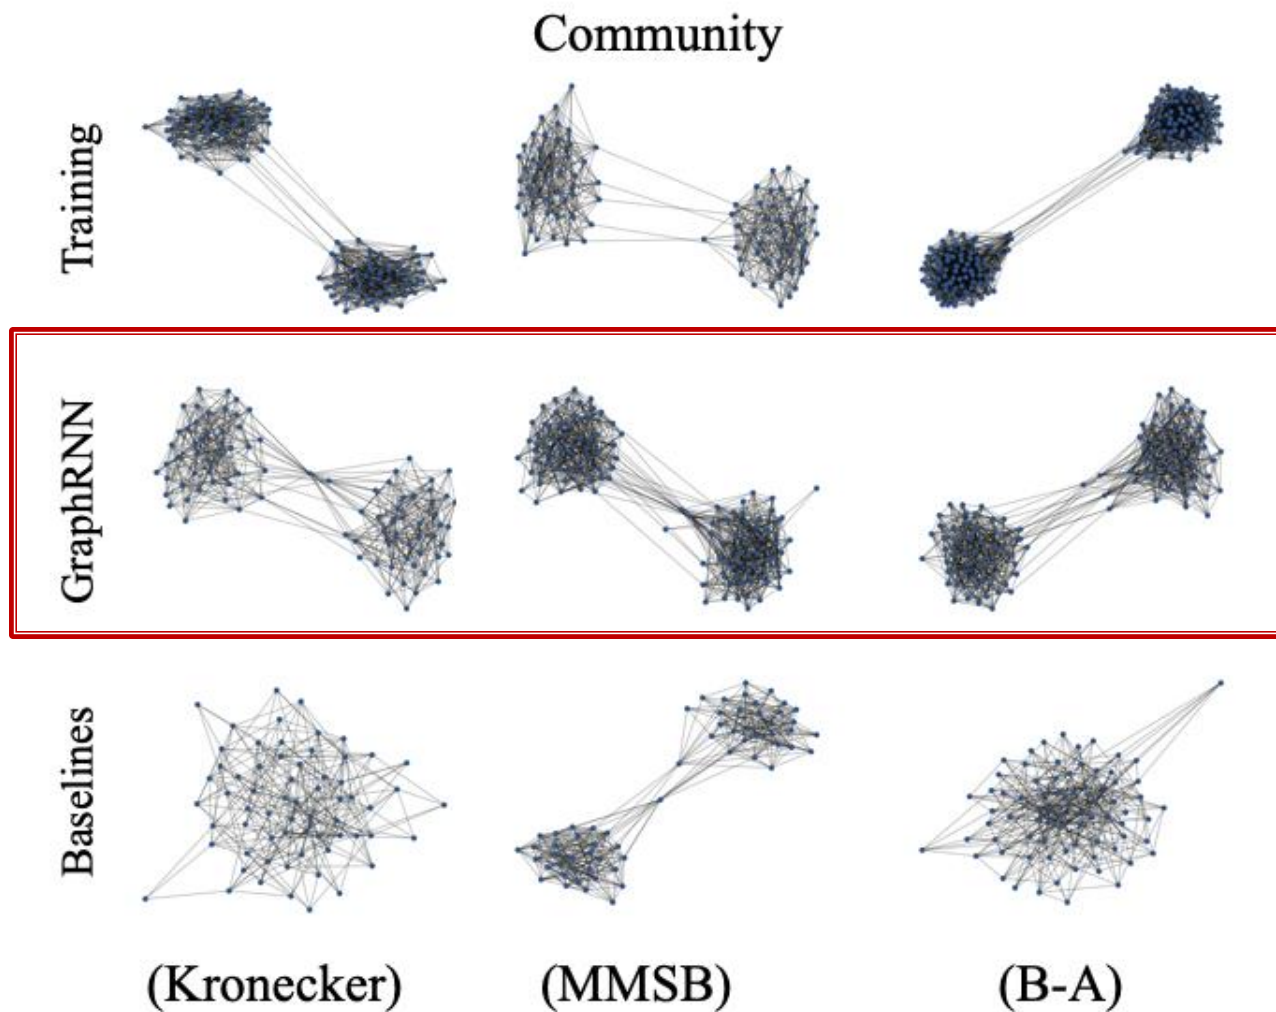 Community
Training
GraphRNN
Baselines
(Kronecker)
(MMSB)
(B-A)